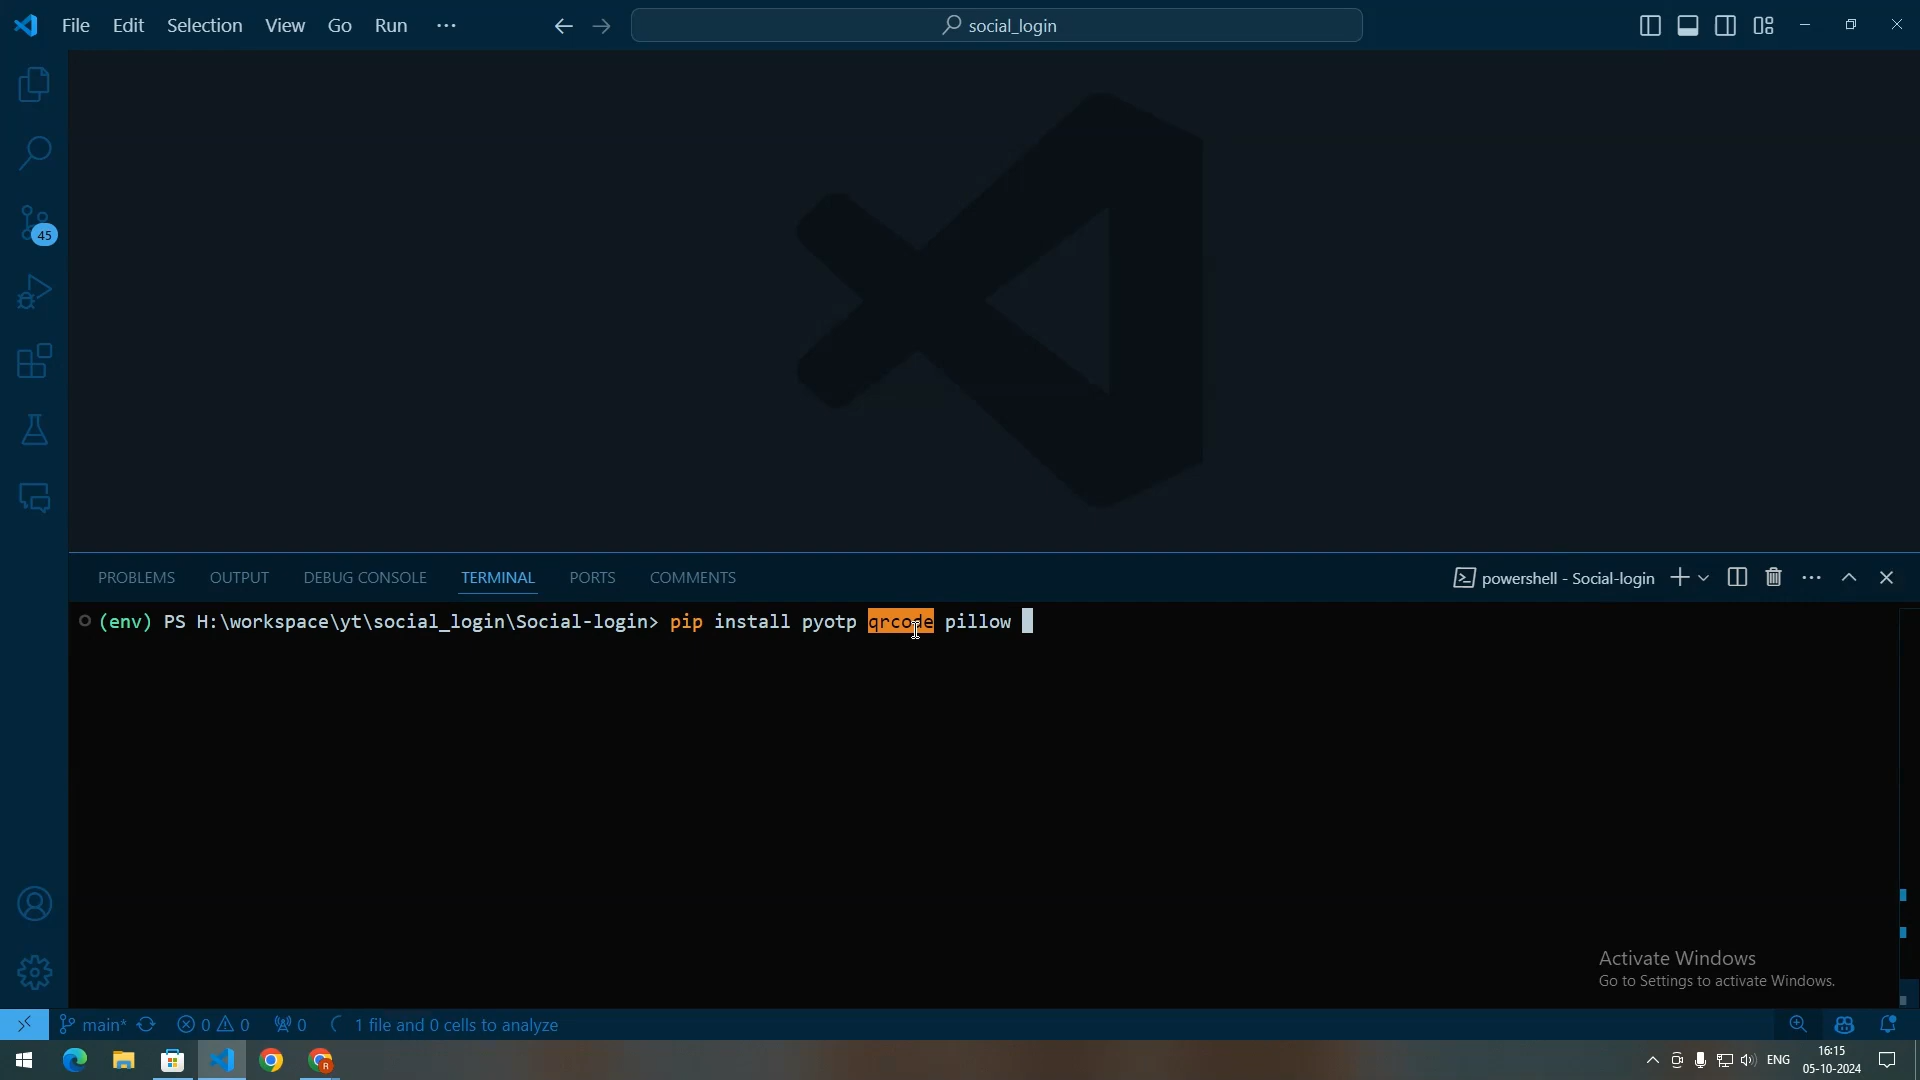 File Edit Selection View Go Run ···
social_login
45
PROBLEMS OUTPUT DEBUG CONSOLE TERMINAL PORTS COMMENTS
powershell - Social-login
(env) PS H:\workspace\yt\social_login\Social-login> pip install pyotp qrcode pillow
Activate Windows
Go to Settings to activate Windows.
main* 0 0 0 1 file and 0 cells to analyze
ENG
16:15
05-10-2024